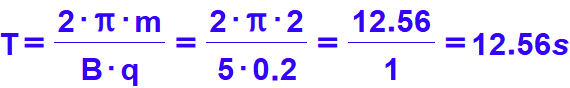 T = 2·π·m / B·q = 2·π·2 / 5·0.2 = 12.56 / 1 = 12.56s